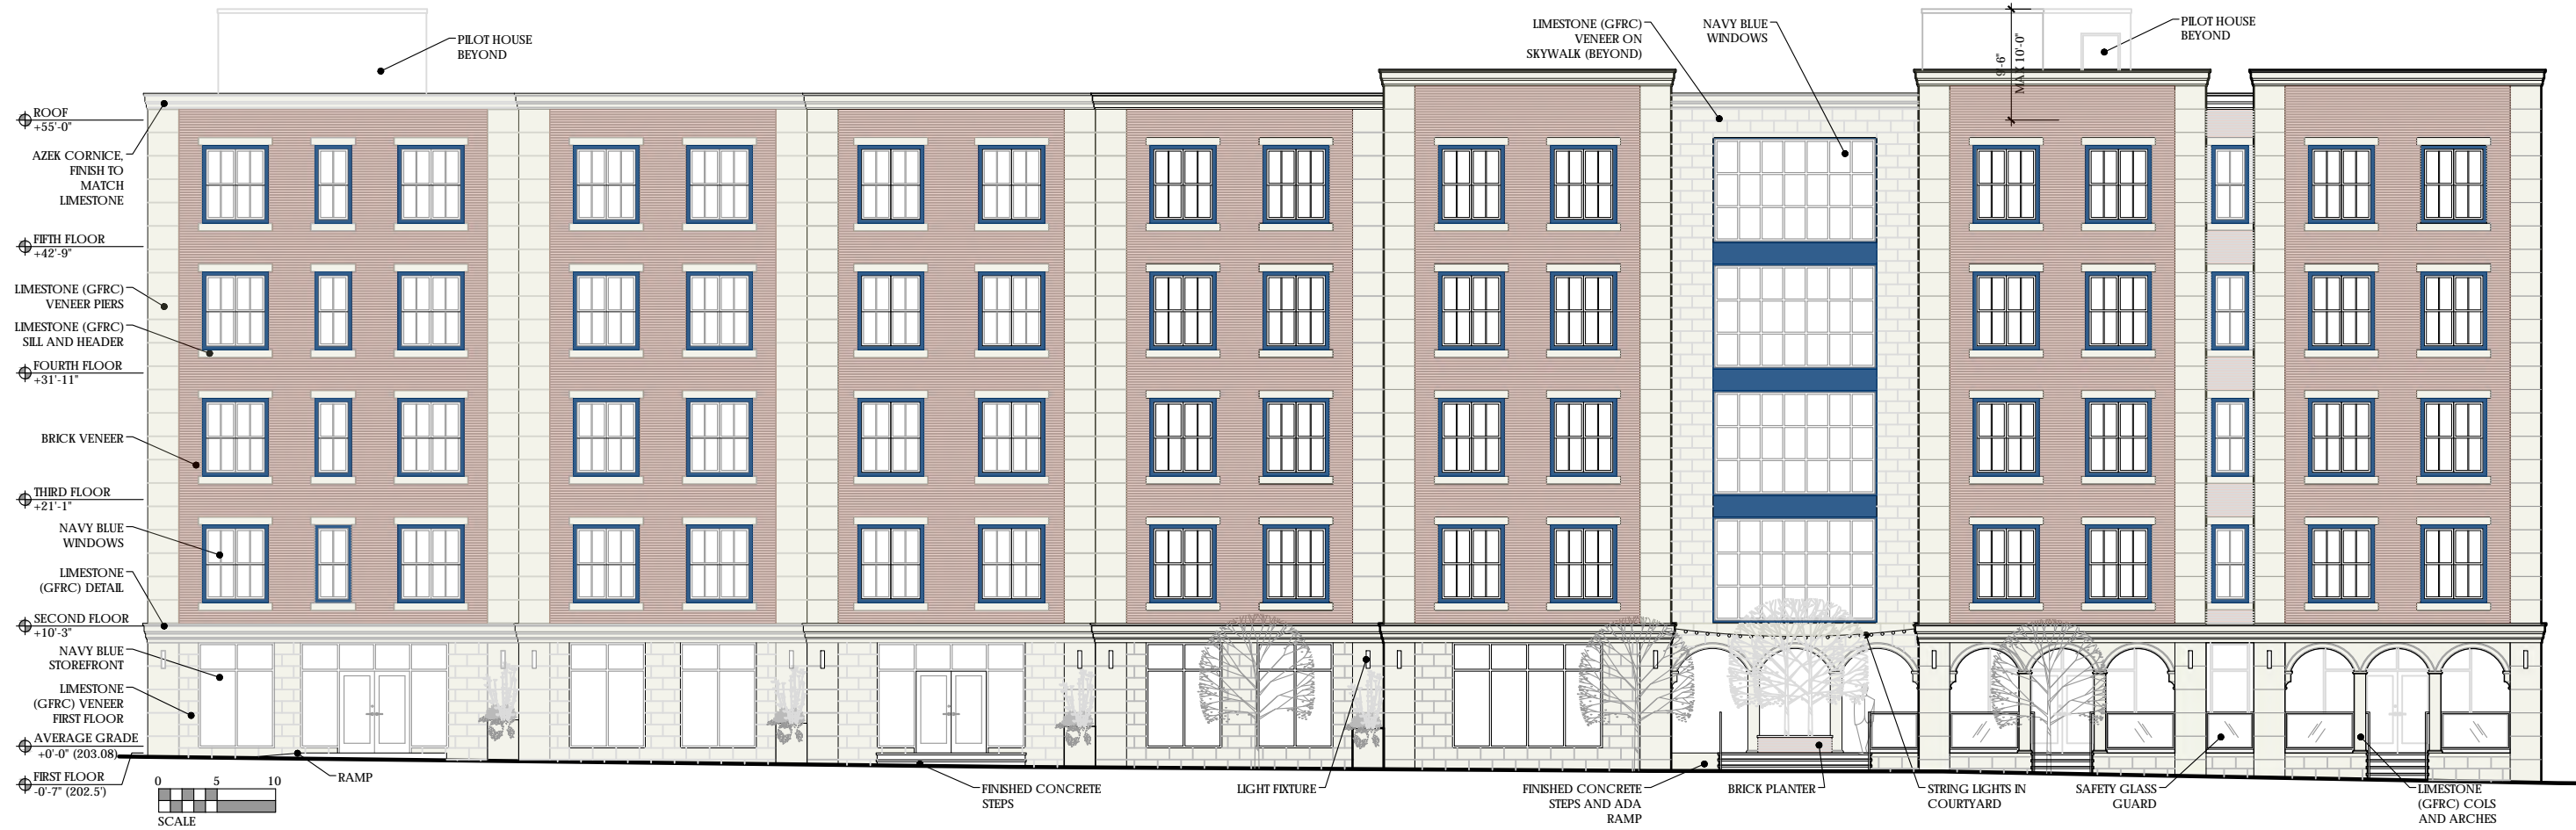 PILOT HOUSE
BEYOND
LIMESTONE (GFRC)
VENEER ON
SKYWALK (BEYOND)
NAVY BLUE
WINDOWS
9'-6"
MAX 10'-0"
PILOT HOUSE
BEYOND
ROOF
+55'-0"
AZEK CORNICE,
FINISH TO
MATCH
LIMESTONE
FIFTH FLOOR
+42'-9"
LIMESTONE (GFRC)
VENEER PIERS
LIMESTONE (GFRC)
SILL AND HEADER
FOURTH FLOOR
+31'-11"
BRICK VENEER
THIRD FLOOR
+21'-1"
NAVY BLUE
WINDOWS
LIMESTONE
(GFRC) DETAIL
SECOND FLOOR
+10'-3"
NAVY BLUE
STOREFRONT
LIMESTONE
(GFRC) VENEER
FIRST FLOOR
AVERAGE GRADE
+0'-0" (203.08)
FIRST FLOOR
-0'-7" (202.5')
0 5 10
SCALE
RAMP
FINISHED CONCRETE
STEPS
LIGHT FIXTURE
FINISHED CONCRETE
STEPS AND ADA
RAMP
BRICK PLANTER
STRING LIGHTS IN
COURTYARD
SAFETY GLASS
GUARD
LIMESTONE
(GFRC) COLS
AND ARCHES